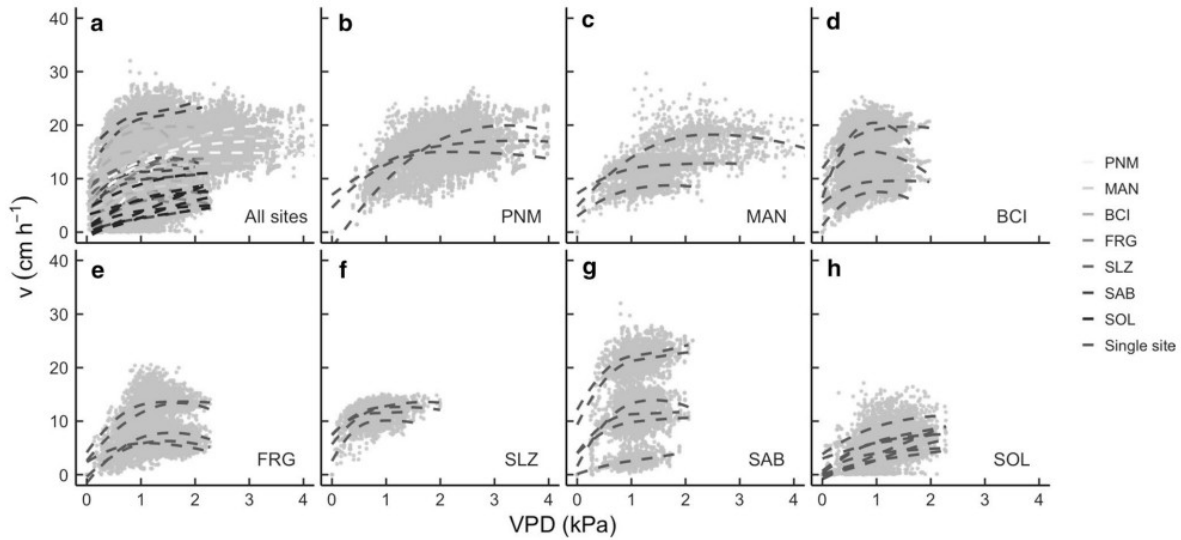 a
b
c
d
40
30
20
10
0
All sites
PNM
MAN
BCI
PNM
MAN
BCI
FRG
SLZ
SAB
SOL
Single site
v (cm h⁻¹)
e
f
g
h
40
30
20
10
0
FRG
SLZ
SAB
SOL
0 1 2 3 4 0 1 2 3 4 0 1 2 3 4 0 1 2 3 4
VPD (kPa)